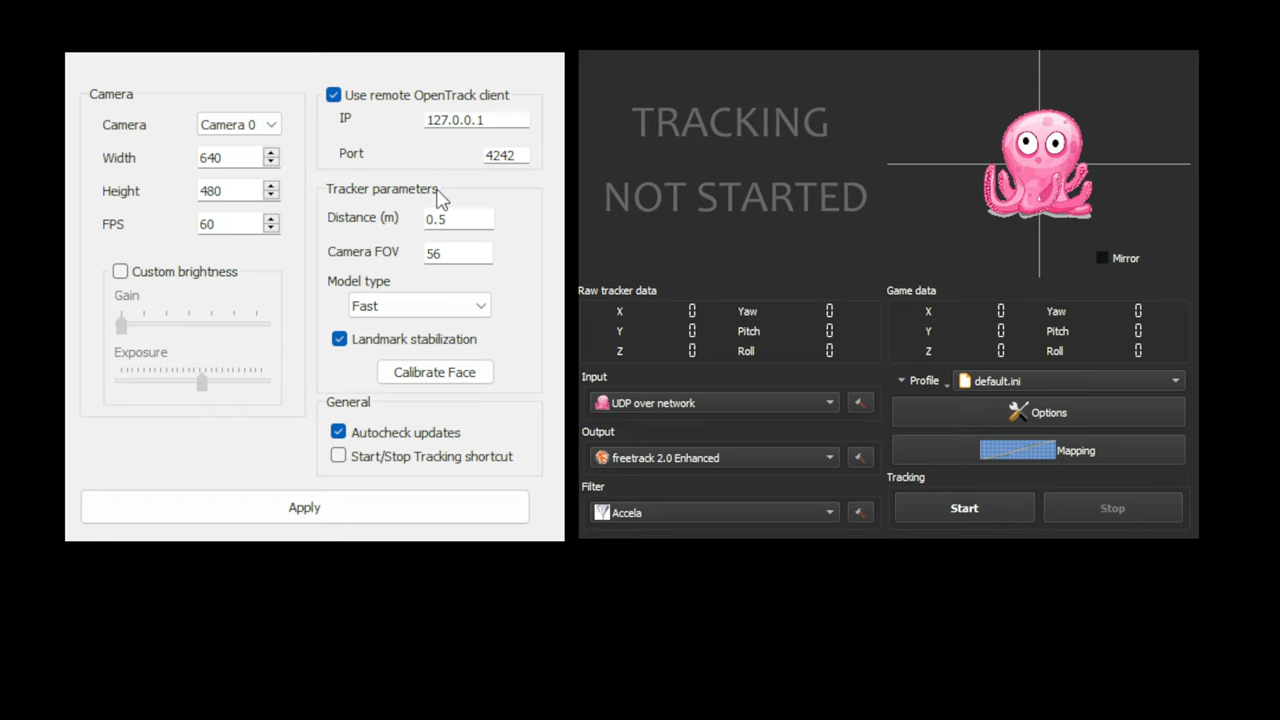 Camera
Camera Camera 0
Width 640
Height 480
FPS 60
Custom brightness
Gain
Exposure
Use remote OpenTrack client
IP 127.0.0.1
Port 4242
Tracker parameters
Distance (m) 0.5
Camera FOV 56
Model type
Fast
Landmark stabilization
Calibrate Face
General
Autocheck updates
Start/Stop Tracking shortcut
Apply
TRACKING
NOT STARTED
Mirror
Raw tracker data
X 0 Yaw 0
Y 0 Pitch 0
Z 0 Roll 0
Game data
X 0 Yaw 0
Y 0 Pitch 0
Z 0 Roll 0
Input
UDP over network
Output
freetrack 2.0 Enhanced
Filter
Accela
Profile default.ini
Options
Mapping
Tracking
Start Stop